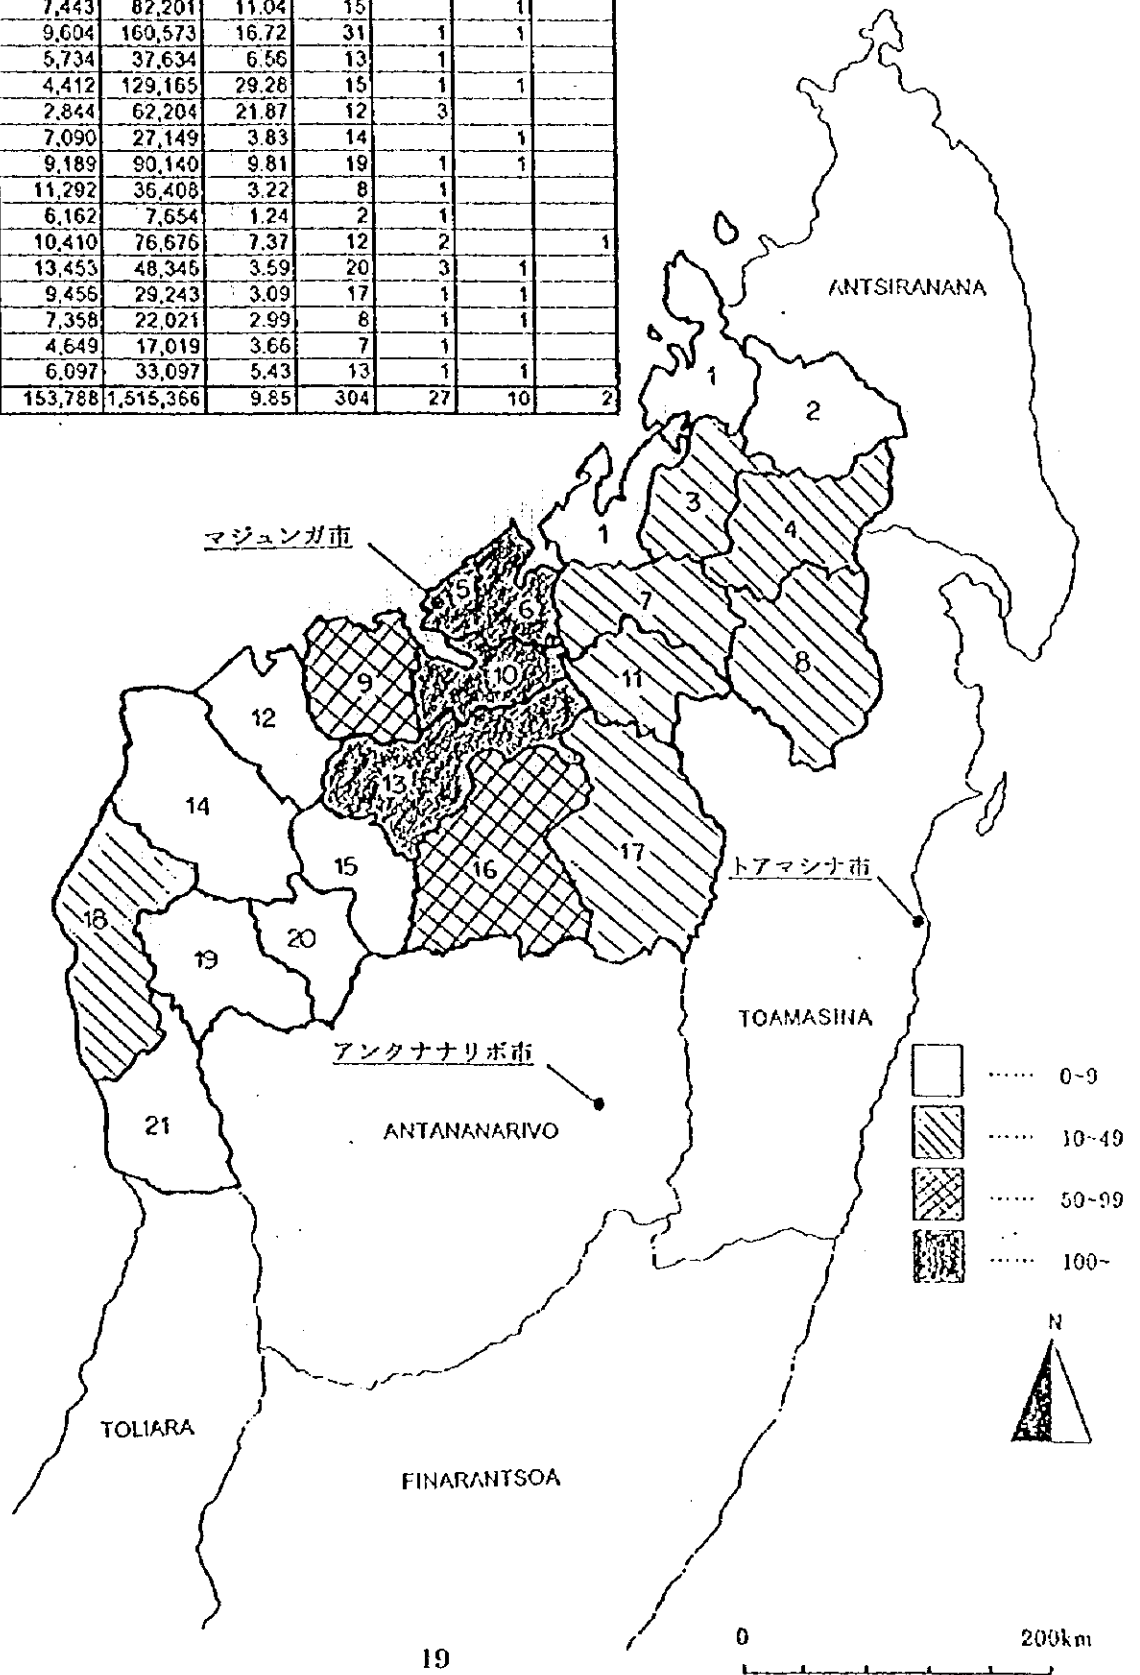 7,443 82,201 11.04 15 1
9,604 160,573 16.72 31 1 1
5,734 37,634 6.56 13 1
4,412 129,165 29.28 15 1 1
2,844 62,204 21.87 12 3
7,090 27,149 3.83 14 1
9,189 90,140 9.81 19 1 1
11,292 36,408 3.22 8 1
6,162 7,654 1.24 2 1
10,410 76,676 7.37 12 2 1
13,453 48,346 3.59 20 3 1
9,456 29,243 3.09 17 1 1
7,358 22,021 2.99 8 1 1
4,649 17,019 3.66 7 1
6,097 33,097 5.43 13 1 1
153,788 1,515,366 9.85 304 27 10 2
ANTSIRANANA
1
2
3
4
1
マジュンガ市
5
6
7
8
9
10
11
12
13
14
15
16
17
トアマシナ市
18
19
20
TOAMASINA
アンタナナリボ市
ANTANANARIVO
21
...... 0~9
...... 10~49
...... 50~99
...... 100~
N
TOLIARA
FINARANTSOA
0 200km
19